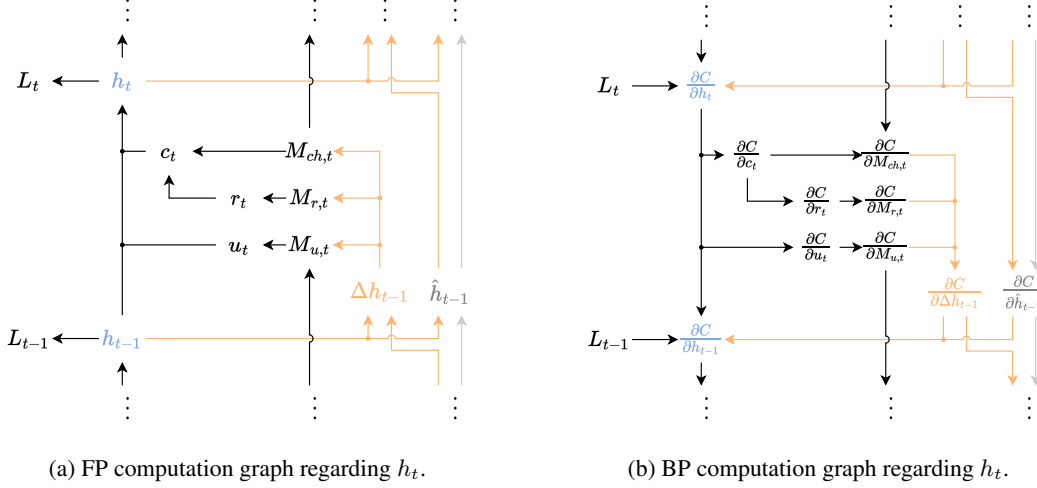 ⋮ ⋮ ⋮ ⋮ ⋮ ⋮
L_t h_t L_t ∂C/∂h_t
c_t M_{ch,t} ∂C/∂c_t ∂C/∂M_{ch,t}
r_t M_{r,t} ∂C/∂r_t ∂C/∂M_{r,t}
u_t M_{u,t} ∂C/∂u_t ∂C/∂M_{u,t}
Δh_{t−1} ĥ_{t−1} ∂C/∂Δh_{t−1} ∂C/∂ĥ_{t−1}
L_{t−1} h_{t−1} L_{t−1} ∂C/∂h_{t−1}
⋮ ⋮ ⋮ ⋮ ⋮ ⋮
(a) FP computation graph regarding h_t. (b) BP computation graph regarding h_t.